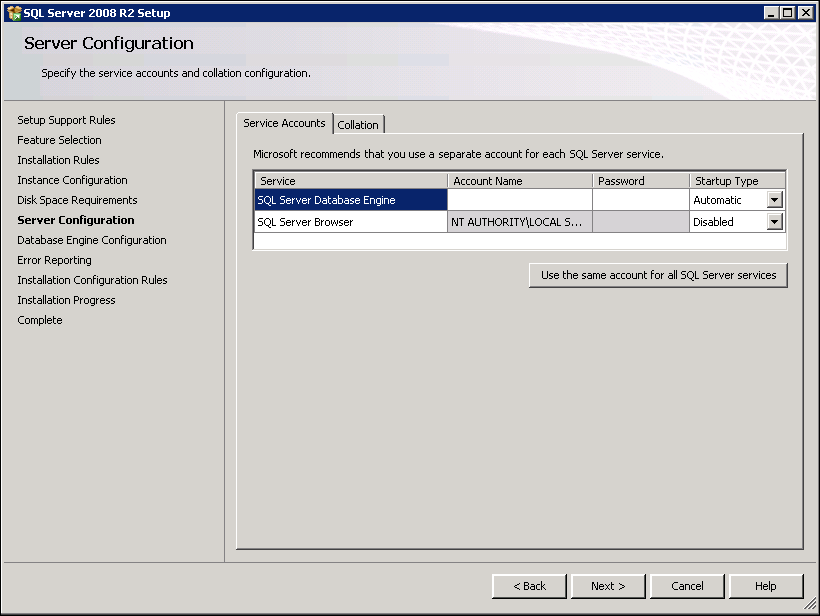 SQL Server 2008 R2 Setup
Server Configuration
Specify the service accounts and collation configuration.
Setup Support Rules
Feature Selection
Installation Rules
Instance Configuration
Disk Space Requirements
Server Configuration
Database Engine Configuration
Error Reporting
Installation Configuration Rules
Installation Progress
Complete
Service Accounts Collation
Microsoft recommends that you use a separate account for each SQL Server service.
Service Account Name Password Startup Type
SQL Server Database Engine Automatic
SQL Server Browser NT AUTHORITY\LOCAL S... Disabled
Use the same account for all SQL Server services
< Back Next > Cancel Help